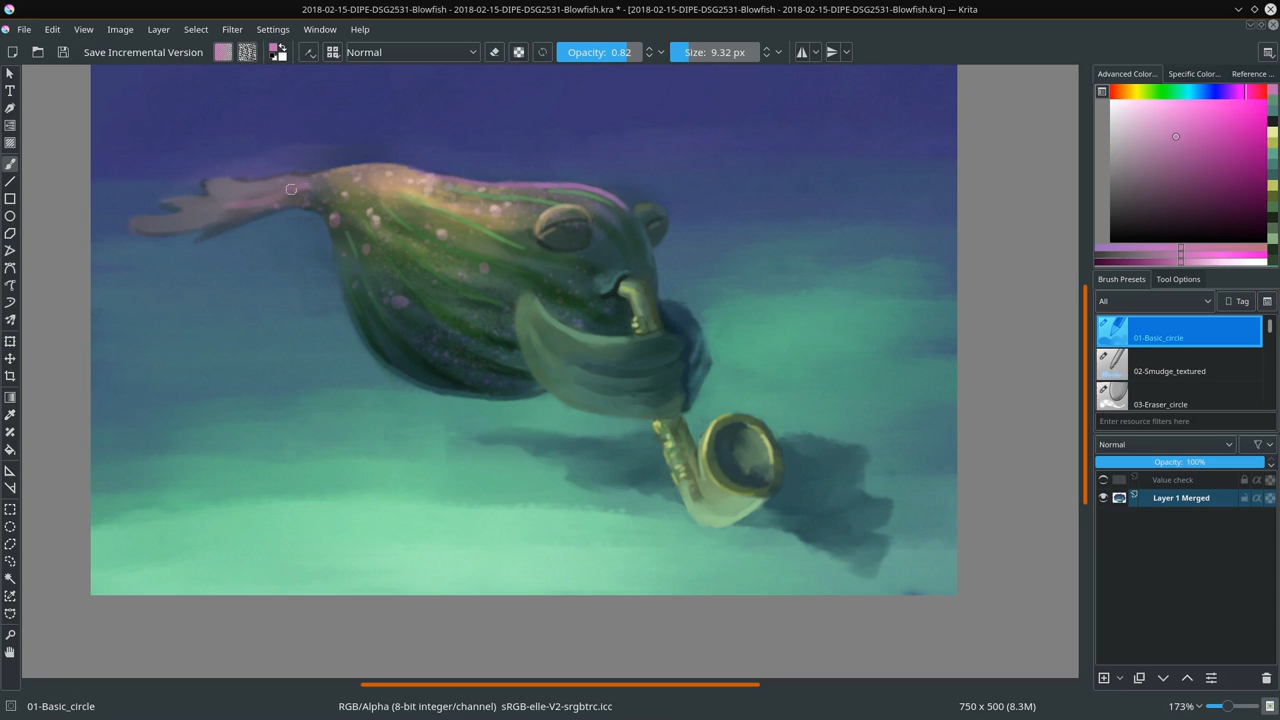 2018-02-15-DIPE-DSG2531-Blowfish - 2018-02-15-DIPE-DSG2531-Blowfish.kra * - [2018-02-15-DIPE-DSG2531-Blowfish - 2018-02-15-DIPE-DSG2531-Blowfish.kra] — Krita
File Edit View Image Layer Select Filter Settings Window Help
Save Incremental Version Normal Opacity: 0.82 Size: 9.32 px
Advanced Color... Specific Color... Reference ...
Brush Presets Tool Options
All Tag
01-Basic_circle
02-Smudge_textured
03-Eraser_circle
Enter resource filters here
Normal
Opacity: 100%
Value check
Layer 1 Merged
01-Basic_circle RGB/Alpha (8-bit integer/channel) sRGB-elle-V2-srgbtrc.icc 750 x 500 (8.3M) 173%